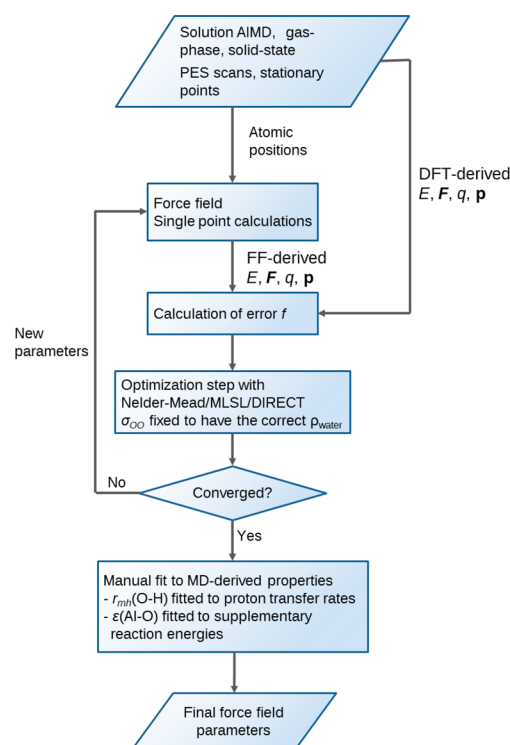 Solution AIMD, gas-
phase, solid-state
PES scans, stationary
points
Atomic
positions
DFT-derived
E, F, q, p
Force field
Single point calculations
FF-derived
E, F, q, p
Calculation of error f
New
parameters
Optimization step with
Nelder-Mead/MLSL/DIRECT
σOO fixed to have the correct ρwater
No
Converged?
Yes
Manual fit to MD-derived properties
- rmh(O-H) fitted to proton transfer rates
- ε(Al-O) fitted to supplementary
reaction energies
Final force field
parameters